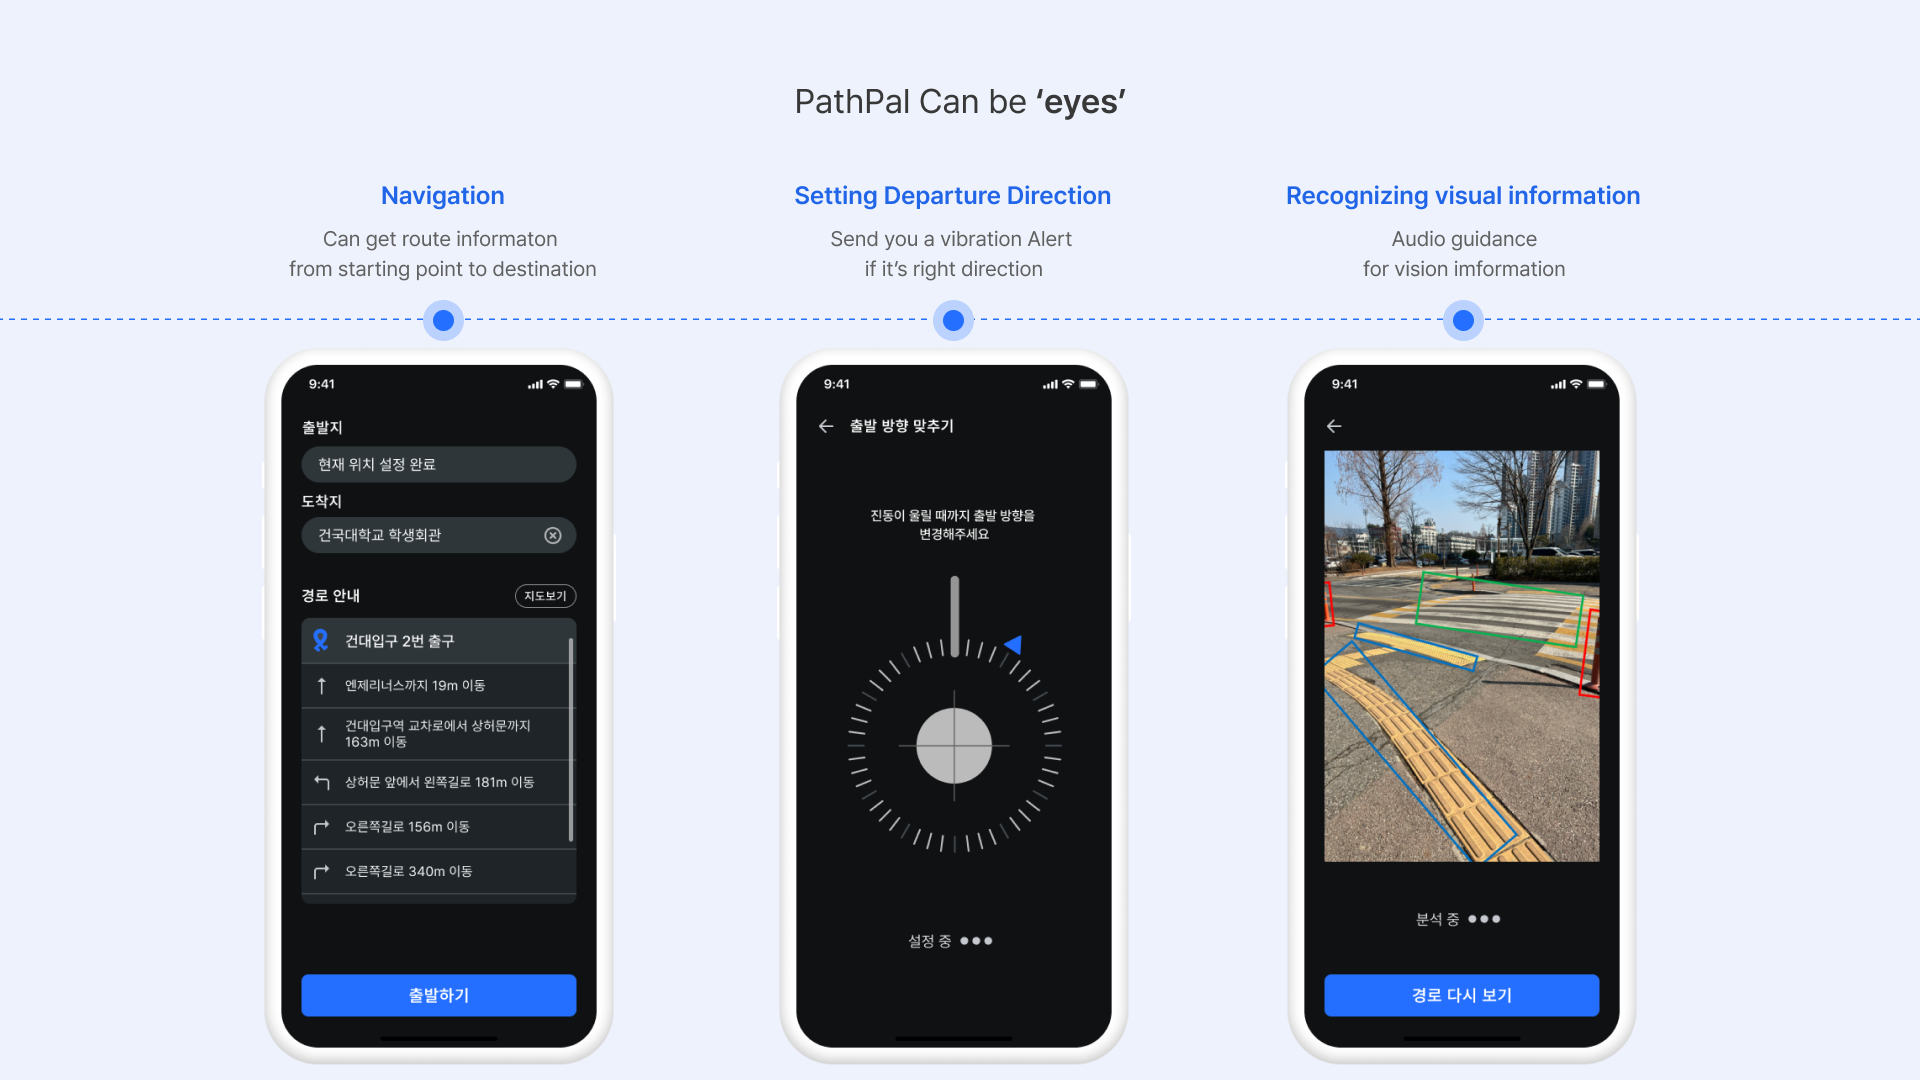 PathPal Can be ‘eyes’
Navigation
Can get route informaton
from starting point to destination
Setting Departure Direction
Send you a vibration Alert
if it’s right direction
Recognizing visual information
Audio guidance
for vision imformation
9:41
출발지
현재 위치 설정 완료
도착지
건국대학교 학생회관
경로 안내
지도보기
건대입구 2번 출구
엔제리너스까지 19m 이동
건대입구역 교차로에서 상허문까지
163m 이동
상허문 앞에서 왼쪽길로 181m 이동
오른쪽길로 156m 이동
오른쪽길로 340m 이동
출발하기
9:41
출발 방향 맞추기
진동이 울릴 때까지 출발 방향을
변경해주세요
설정 중
9:41
분석 중
경로 다시 보기